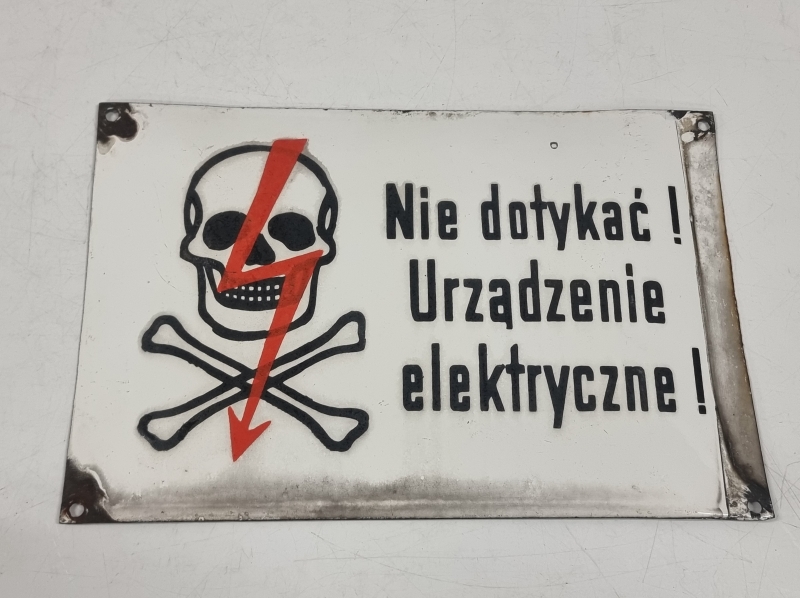 Nie dotykać !
Urządzenie
elektryczne !